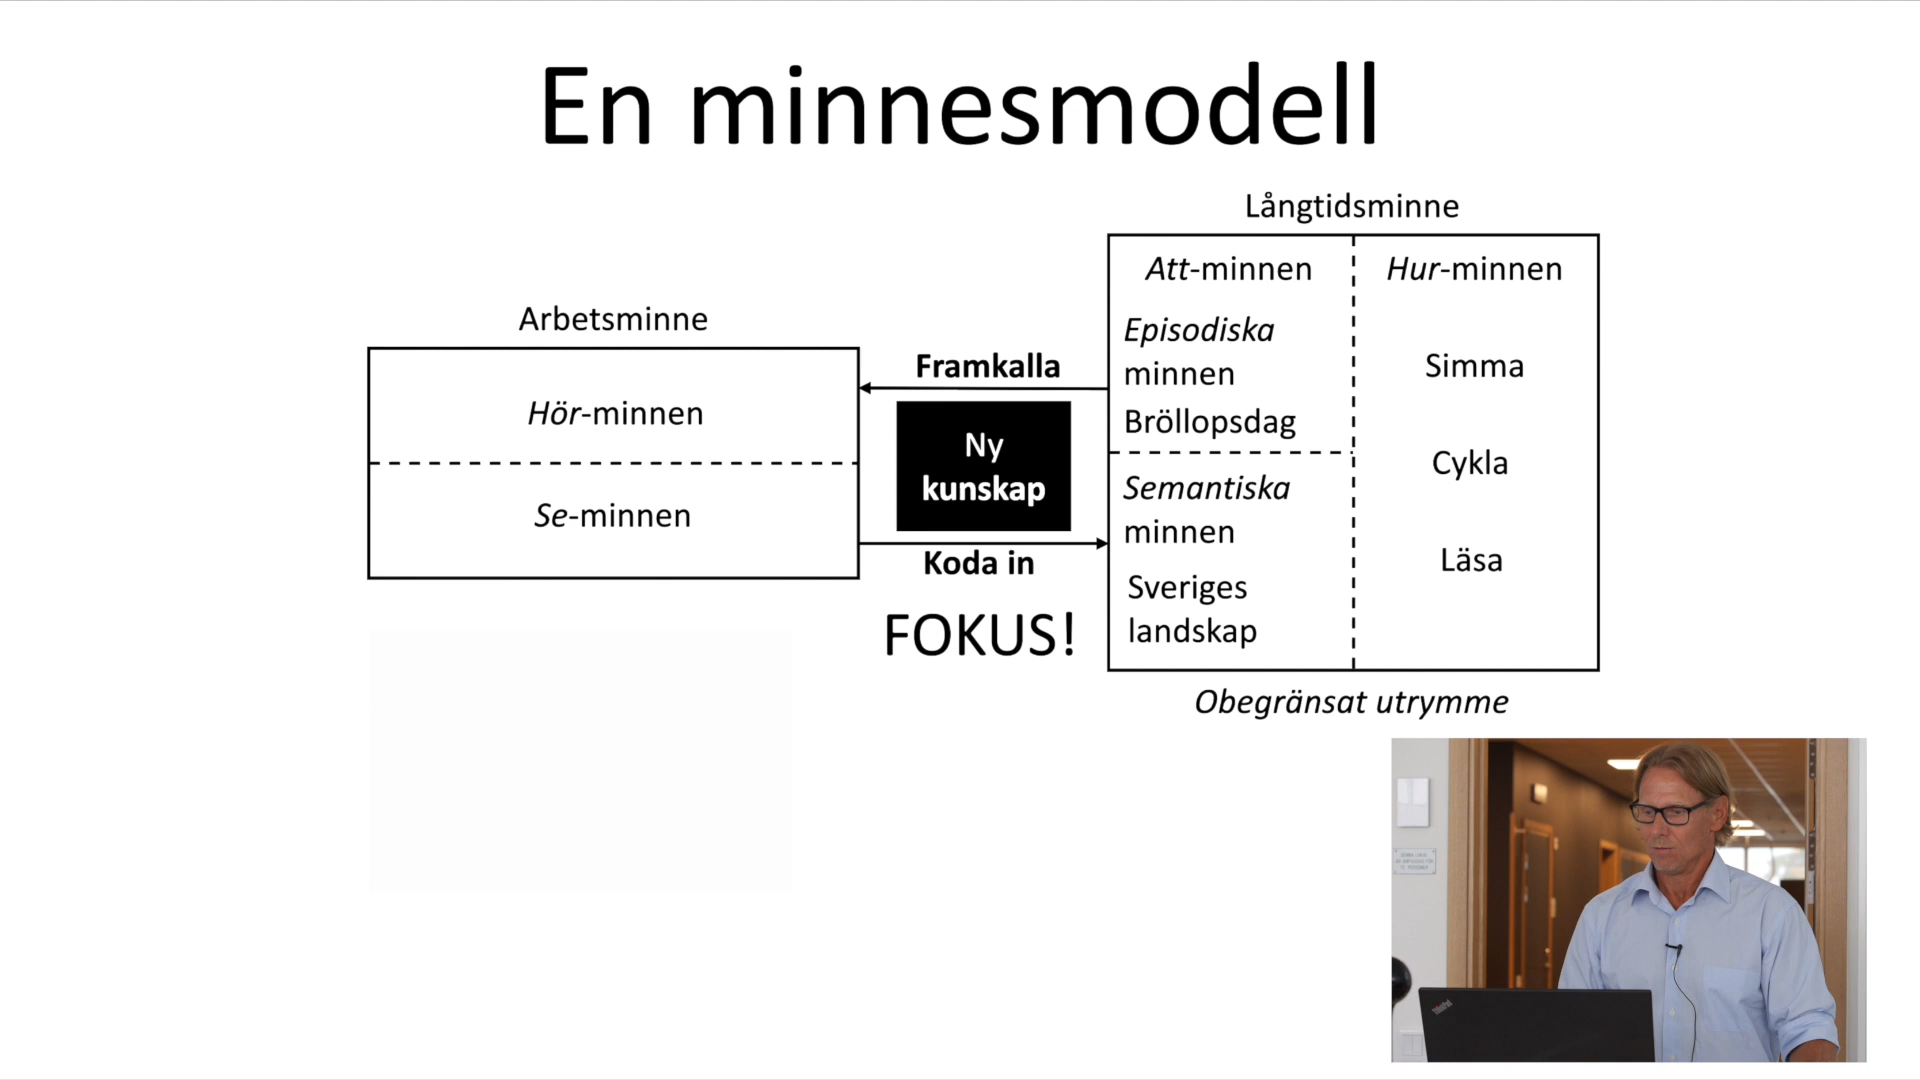 En minnesmodell
Långtidsminne
Att-minnen
Hur-minnen
Arbetsminne
Episodiska
minnen
Bröllopsdag
Simma
Framkalla
Hör-minnen
Ny
kunskap
Cykla
Semantiska
minnen
Se-minnen
Koda in
Läsa
Sveriges
landskap
FOKUS!
Obegränsat utrymme
ThinkPad